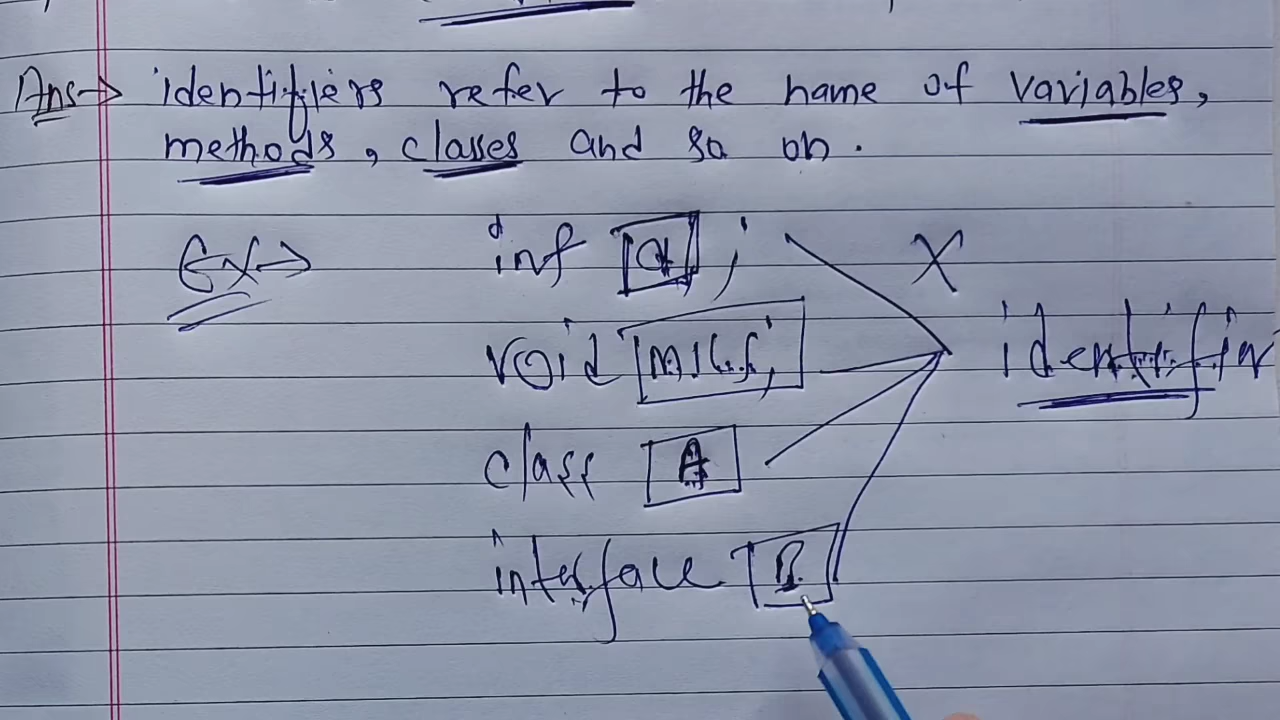 Ans→ identifiers refer to the name of variables,
methods, classes and so on.
Ex→ int a; X
void m1();
identifier
class A
interface B